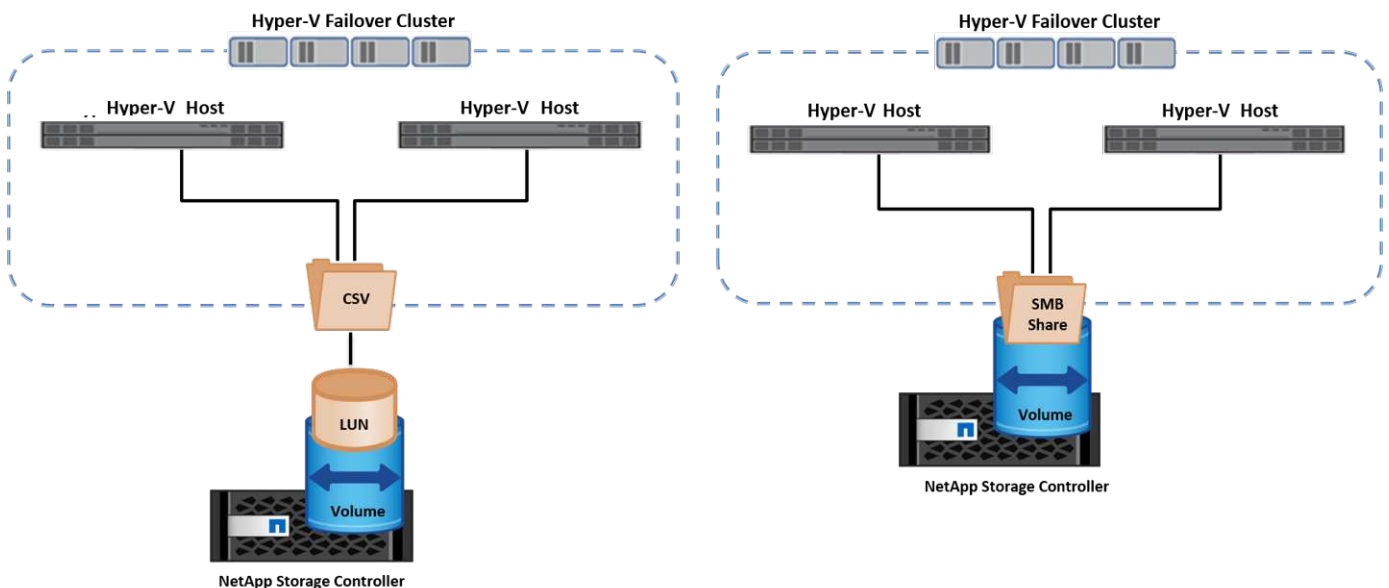 Hyper-V Failover Cluster
Hyper-V Host
Hyper-V Host
CSV
LUN
Volume
NetApp Storage Controller
Hyper-V Failover Cluster
Hyper-V Host
Hyper-V Host
SMB
Share
Volume
NetApp Storage Controller